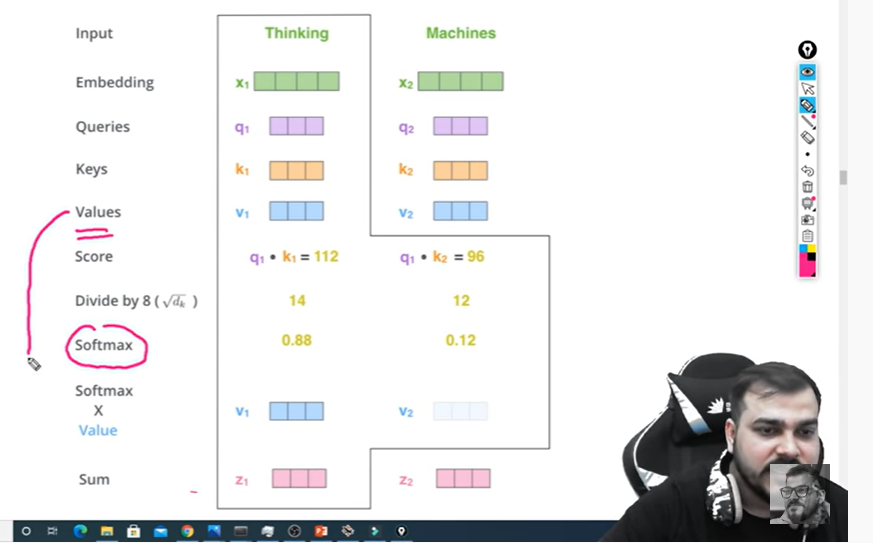 Input Thinking Machines
Embedding x₁ x₂
Queries q₁ q₂
Keys k₁ k₂
Values v₁ v₂
Score q₁ • k₁ = 112 q₁ • k₂ = 96
Divide by 8 ( √dₖ ) 14 12
Softmax 0.88 0.12
Softmax
X
Value v₁ v₂
Sum z₁ z₂